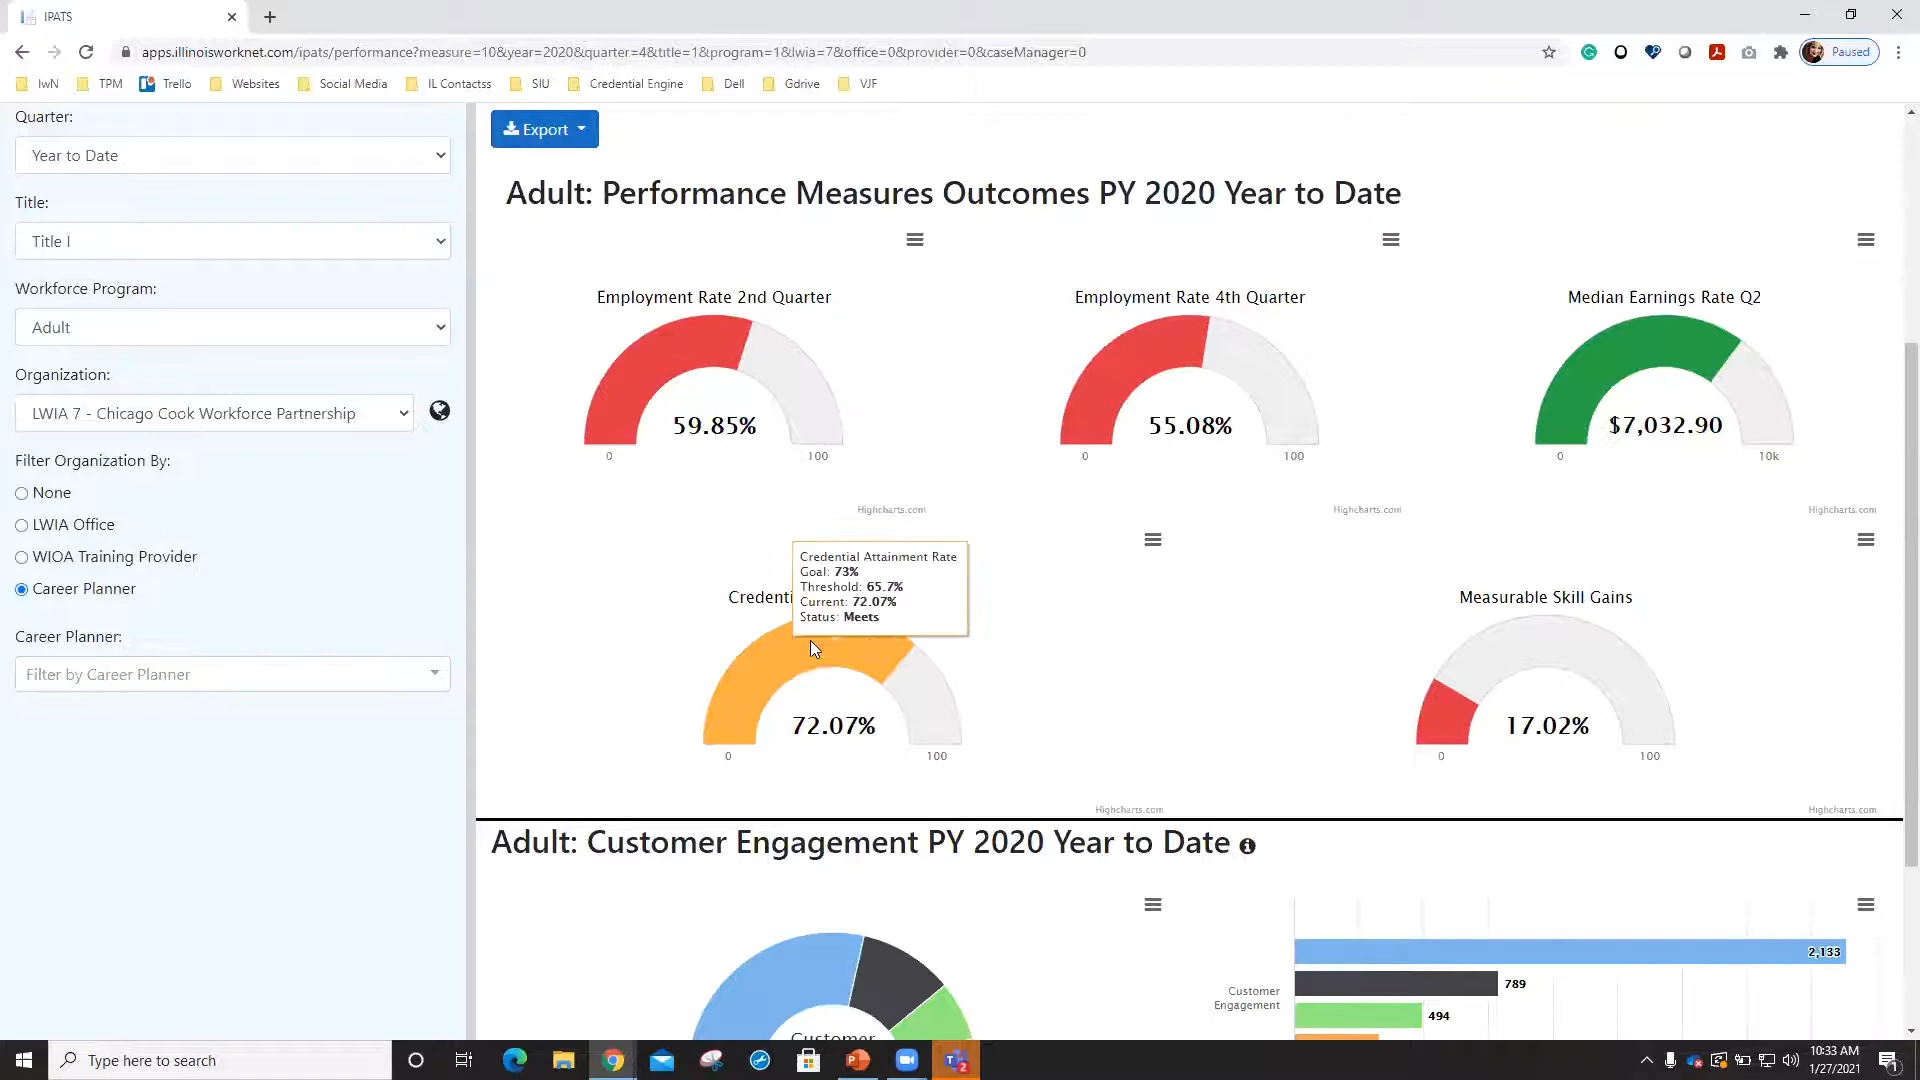 IPATS
apps.illinoisworknet.com/ipats/performance?measure=10&year=2020&quarter=4&title=1&program=1&lwia=7&office=0&provider=0&caseManager=0
Paused
IwN
TPM
Trello
Websites
Social Media
IL Contactss
SIU
Credential Engine
Dell
Gdrive
VJF
Quarter:
Year to Date
Title:
Title I
Workforce Program:
Adult
Organization:
LWIA 7 - Chicago Cook Workforce Partnership
Filter Organization By:
None
LWIA Office
WIOA Training Provider
Career Planner
Career Planner:
Filter by Career Planner
Export
Adult: Performance Measures Outcomes PY 2020 Year to Date
Employment Rate 2nd Quarter
59.85%
0
100
Highcharts.com
Employment Rate 4th Quarter
55.08%
0
100
Highcharts.com
Median Earnings Rate Q2
$7,032.90
0
10k
Highcharts.com
Credenti
Credential Attainment Rate
Goal: 73%
Threshold: 65.7%
Current: 72.07%
Status: Meets
72.07%
0
100
Highcharts.com
Measurable Skill Gains
17.02%
0
100
Highcharts.com
Adult: Customer Engagement PY 2020 Year to Date
Customer
Customer
Engagement
2,133
789
494
Type here to search
2
10:33 AM
1/27/2021
1